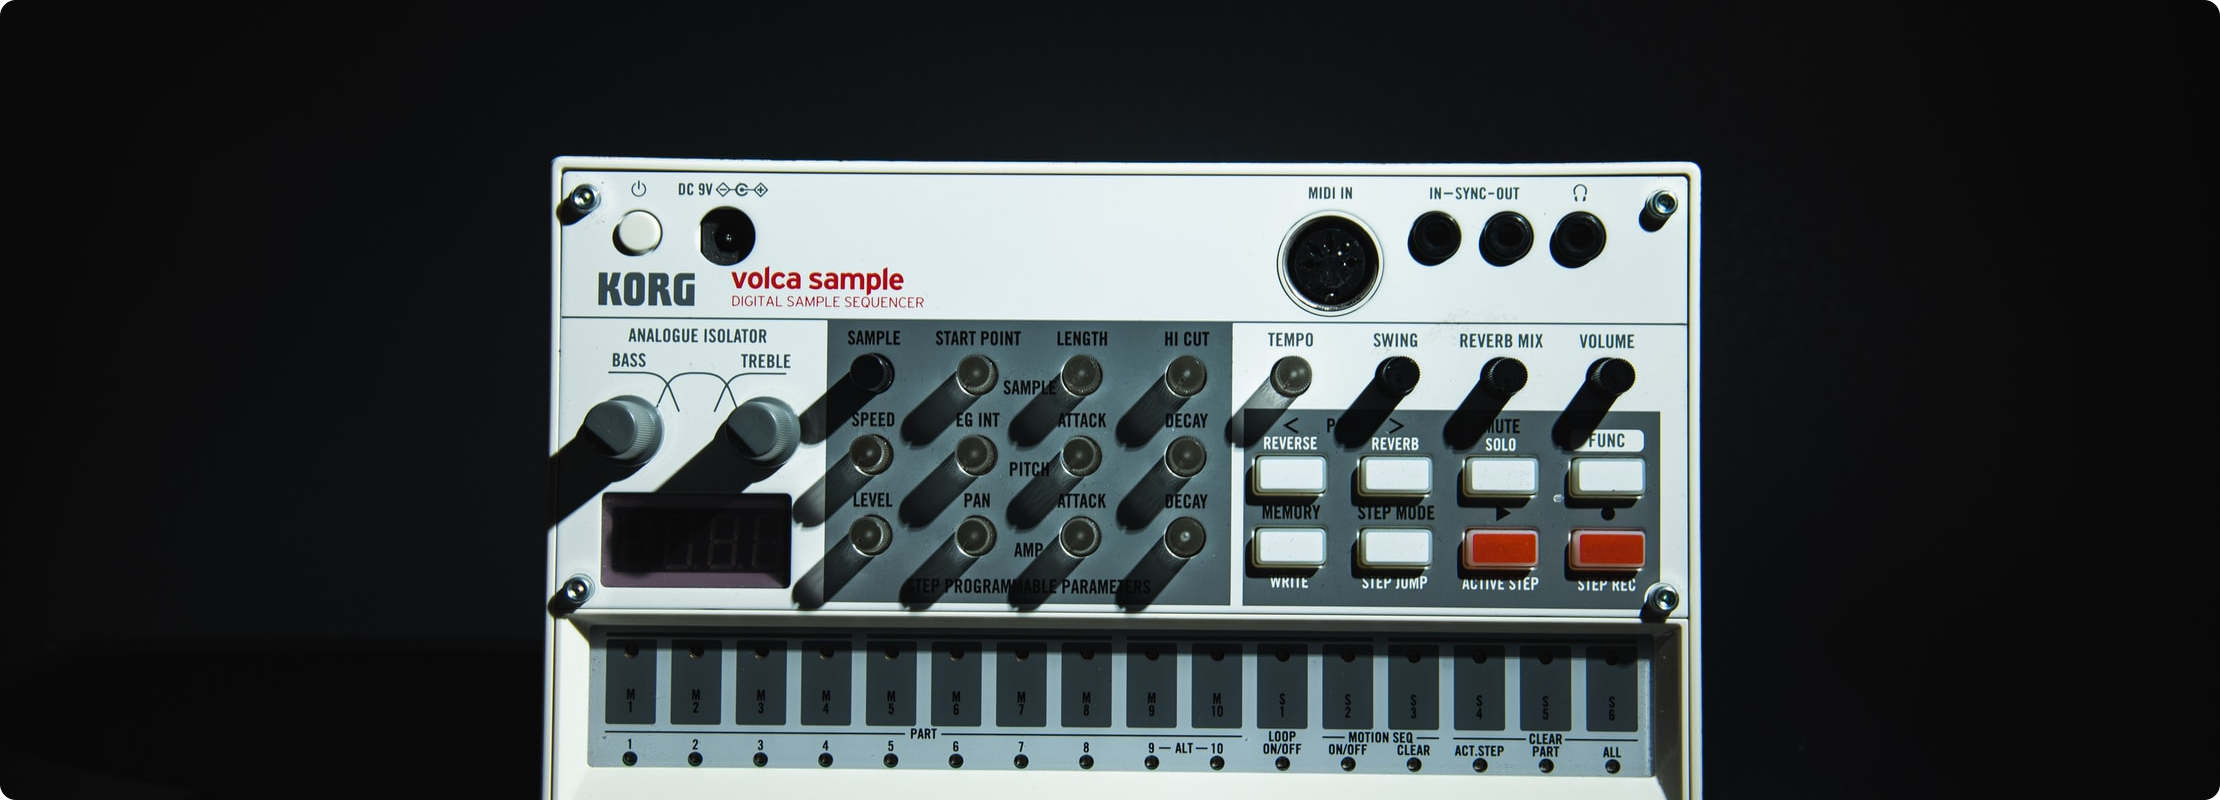 DC 9V
MIDI IN
IN-SYNC-OUT
KORG
volca sample
DIGITAL SAMPLE SEQUENCER
ANALOGUE ISOLATOR
BASS
TREBLE
SAMPLE
START POINT
LENGTH
HI CUT
SAMPLE
SPEED
EG INT
ATTACK
DECAY
PITCH
LEVEL
PAN
ATTACK
DECAY
AMP
STEP PROGRAMMABLE PARAMETERS
TEMPO
SWING
REVERB MIX
VOLUME
< >
MUTE
REVERSE
REVERB
SOLO
FUNC
MEMORY
STEP MODE
WRITE
STEP JUMP
ACTIVE STEP
STEP REC
M 1
M 2
M 3
M 4
M 5
M 6
M 7
M 8
M 9
M 10
S 1
S 2
S 3
S 4
S 5
S 6
PART
1 2 3 4 5 6 7 8 9 — ALT — 10
LOOP
ON/OFF
MOTION SEQ
ON/OFF CLEAR
CLEAR
ACT.STEP PART ALL